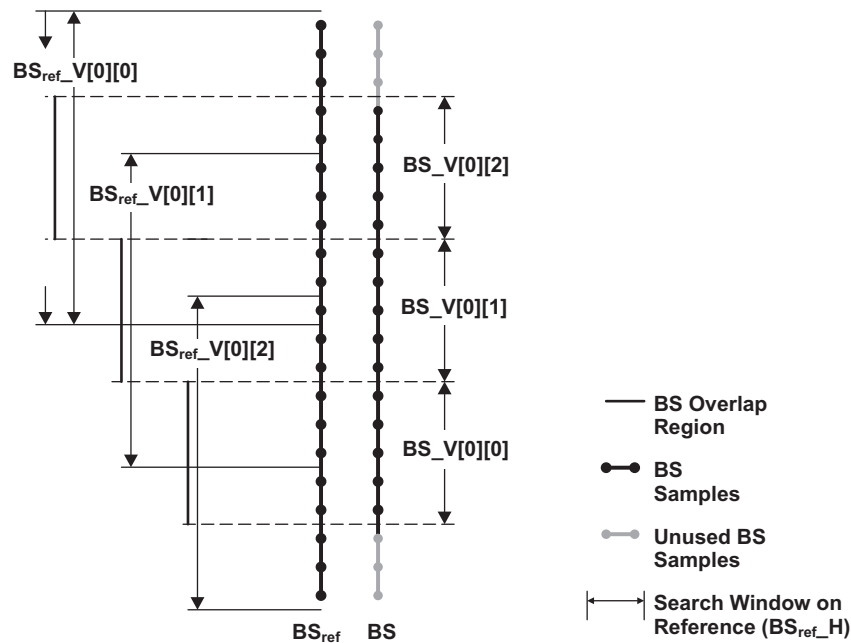 BSref_V[0][0]
BS_V[0][2]
BSref_V[0][1]
BS_V[0][1]
BSref_V[0][2]
BS_V[0][0]
BSref
BS
BS Overlap
Region
BS
Samples
Unused BS
Samples
Search Window on
Reference (BSref_H)